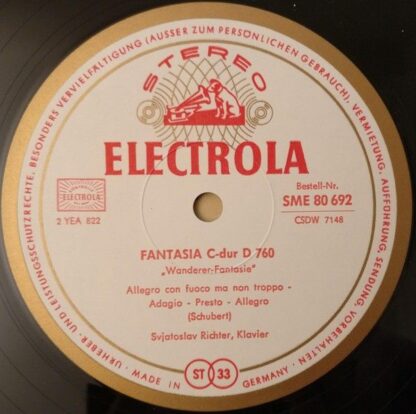 URHEBER - UND LEISTUNGSSCHUTZRECHTE, BESONDERS VERVIELFÄLTIGUNG (AUSSER ZUM PERSÖNLICHEN GEBRAUCH), VERMIETUNG, AUFFÜHRUNG, SENDUNG, VORBEHALTEN ·
STEREO
ELECTROLA
2 YEA 822
Bestell-Nr.
SME 80 692
CSDW 7148
FANTASIA C-dur D 760
„Wanderer-Fantasie“
Allegro con fuoco ma non troppo -
Adagio - Presto - Allegro
(Schubert)
Svjatoslav Richter, Klavier
MADE IN GERMANY ·
ST 33